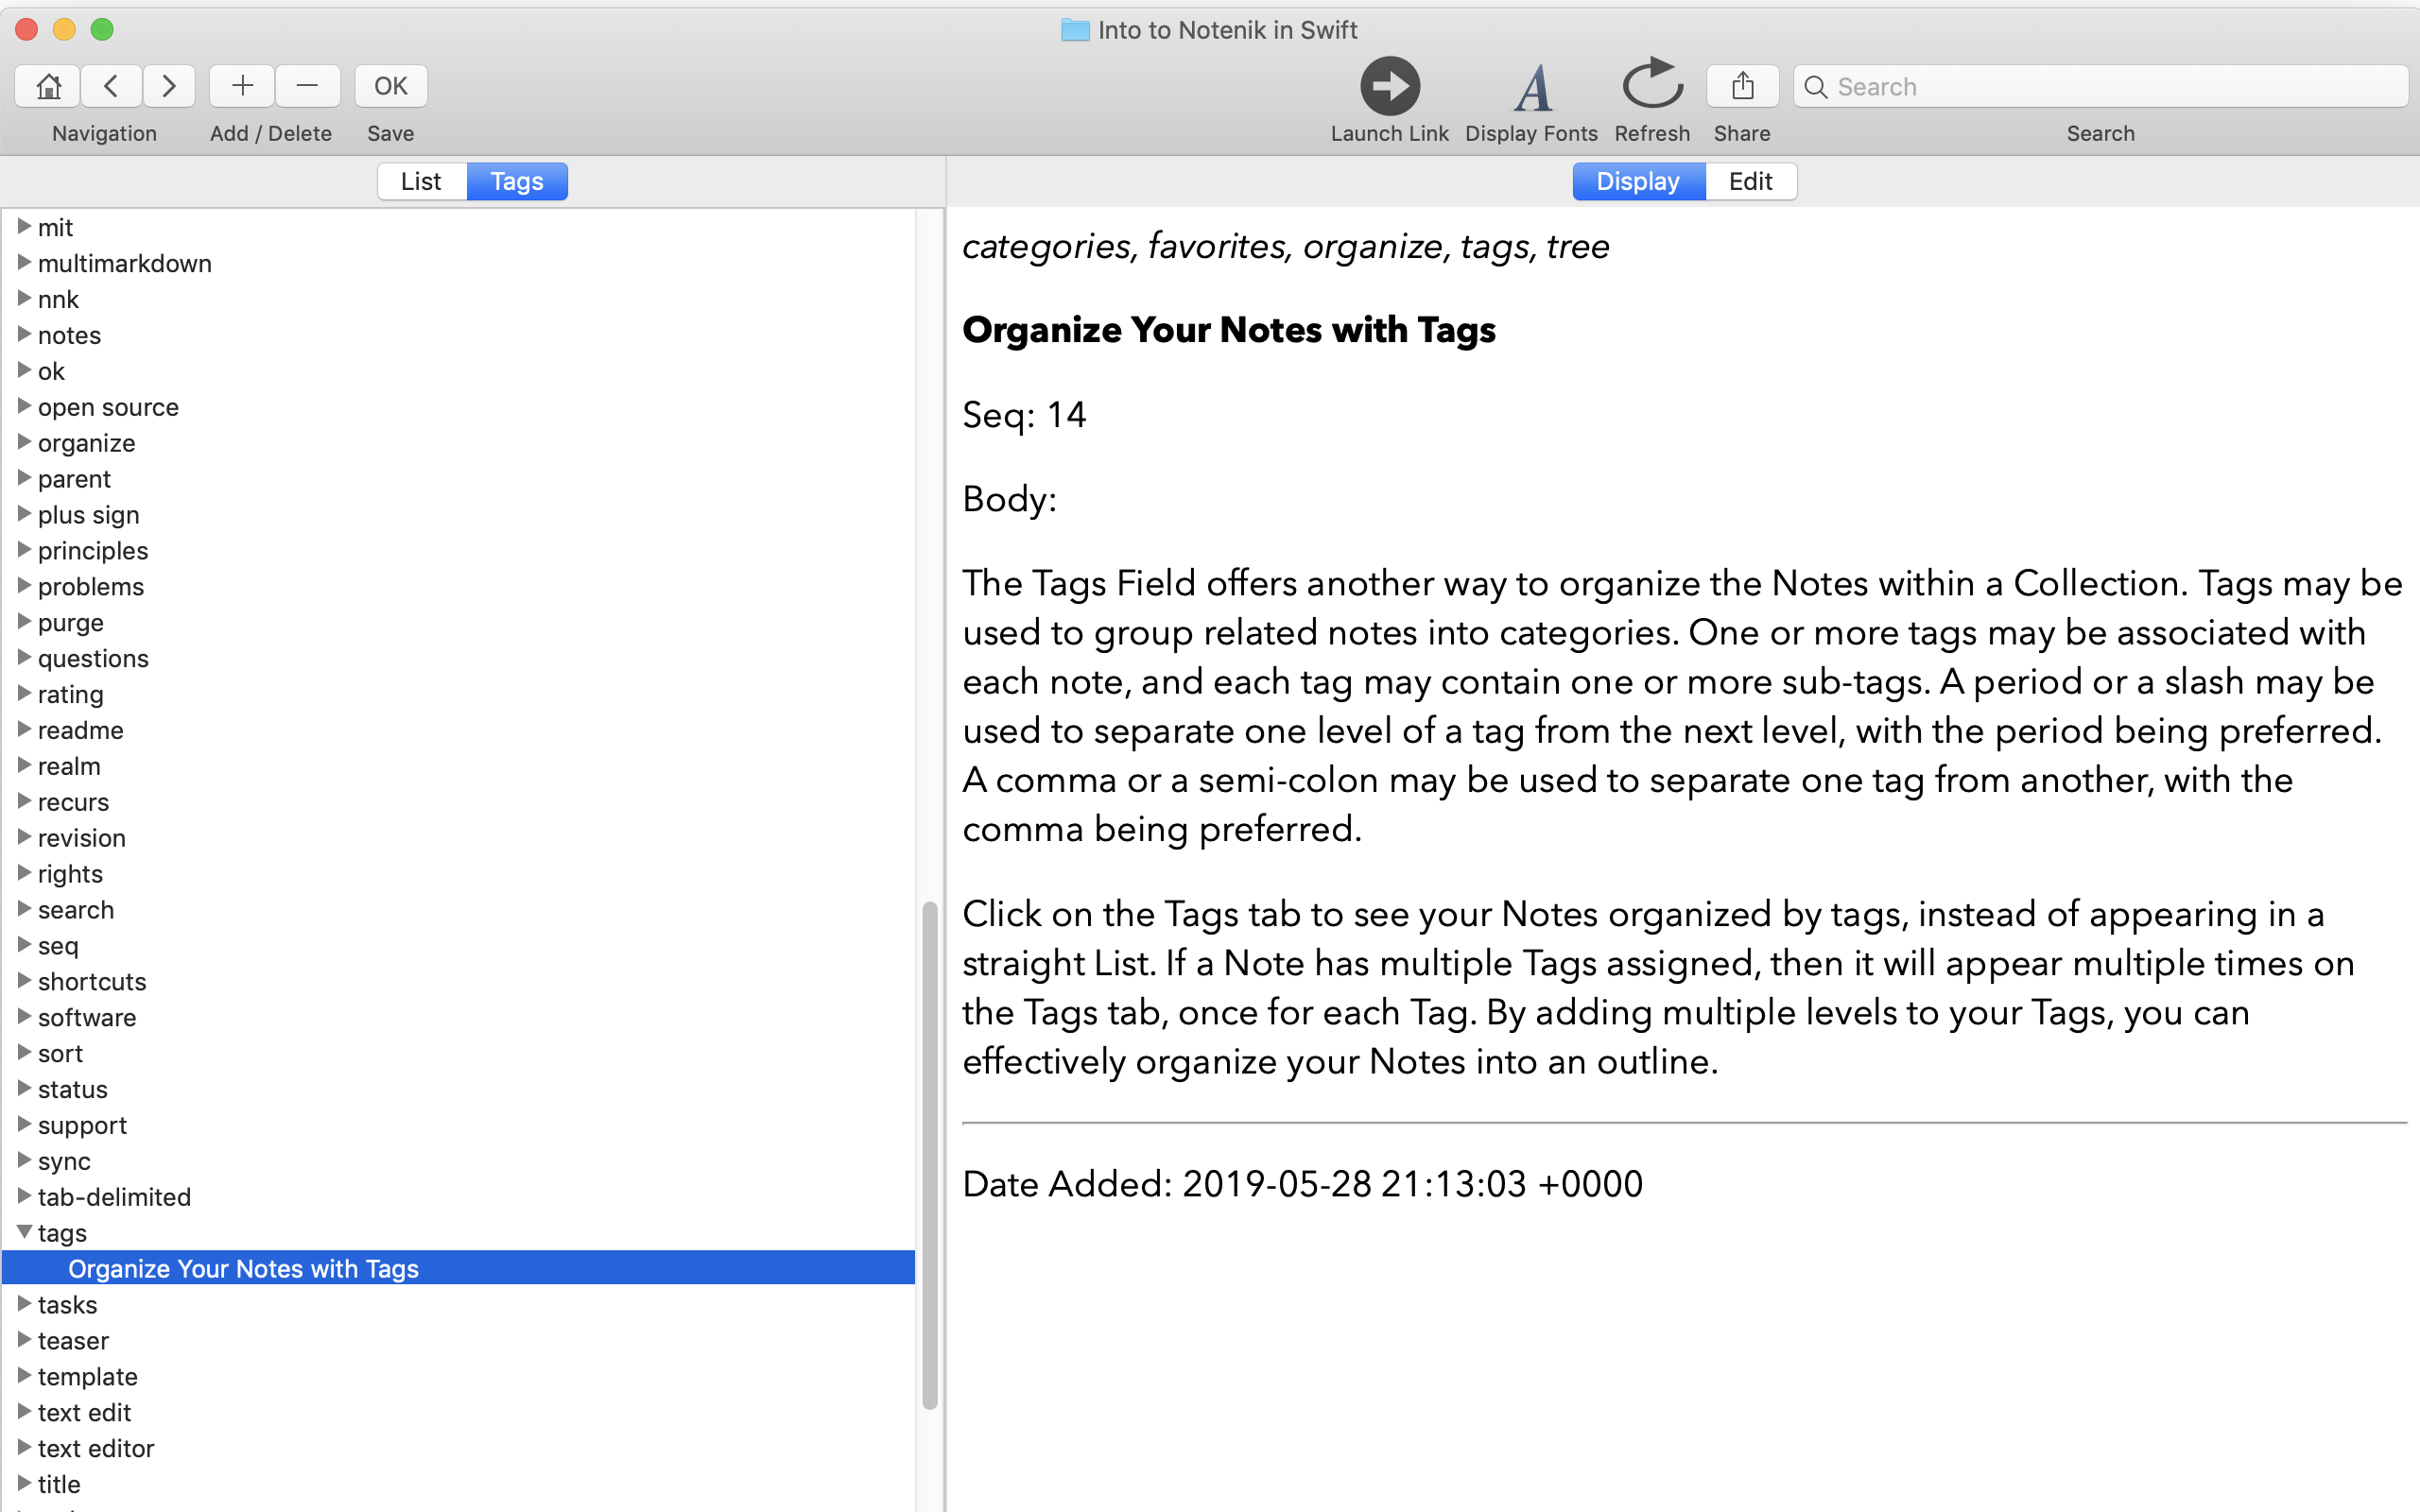 Into to Notenik in Swift
OK
Search
Navigation
Add / Delete
Save
Launch Link
Display Fonts
Refresh
Share
Search
List
Tags
Display
Edit
mit
multimarkdown
nnk
notes
ok
open source
organize
parent
plus sign
principles
problems
purge
questions
rating
readme
realm
recurs
revision
rights
search
seq
shortcuts
software
sort
status
support
sync
tab-delimited
tags
Organize Your Notes with Tags
tasks
teaser
template
text edit
text editor
title
categories, favorites, organize, tags, tree
Organize Your Notes with Tags
Seq: 14
Body:
The Tags Field offers another way to organize the Notes within a Collection. Tags may be
used to group related notes into categories. One or more tags may be associated with
each note, and each tag may contain one or more sub-tags. A period or a slash may be
used to separate one level of a tag from the next level, with the period being preferred.
A comma or a semi-colon may be used to separate one tag from another, with the
comma being preferred.
Click on the Tags tab to see your Notes organized by tags, instead of appearing in a
straight List. If a Note has multiple Tags assigned, then it will appear multiple times on
the Tags tab, once for each Tag. By adding multiple levels to your Tags, you can
effectively organize your Notes into an outline.
Date Added: 2019-05-28 21:13:03 +0000